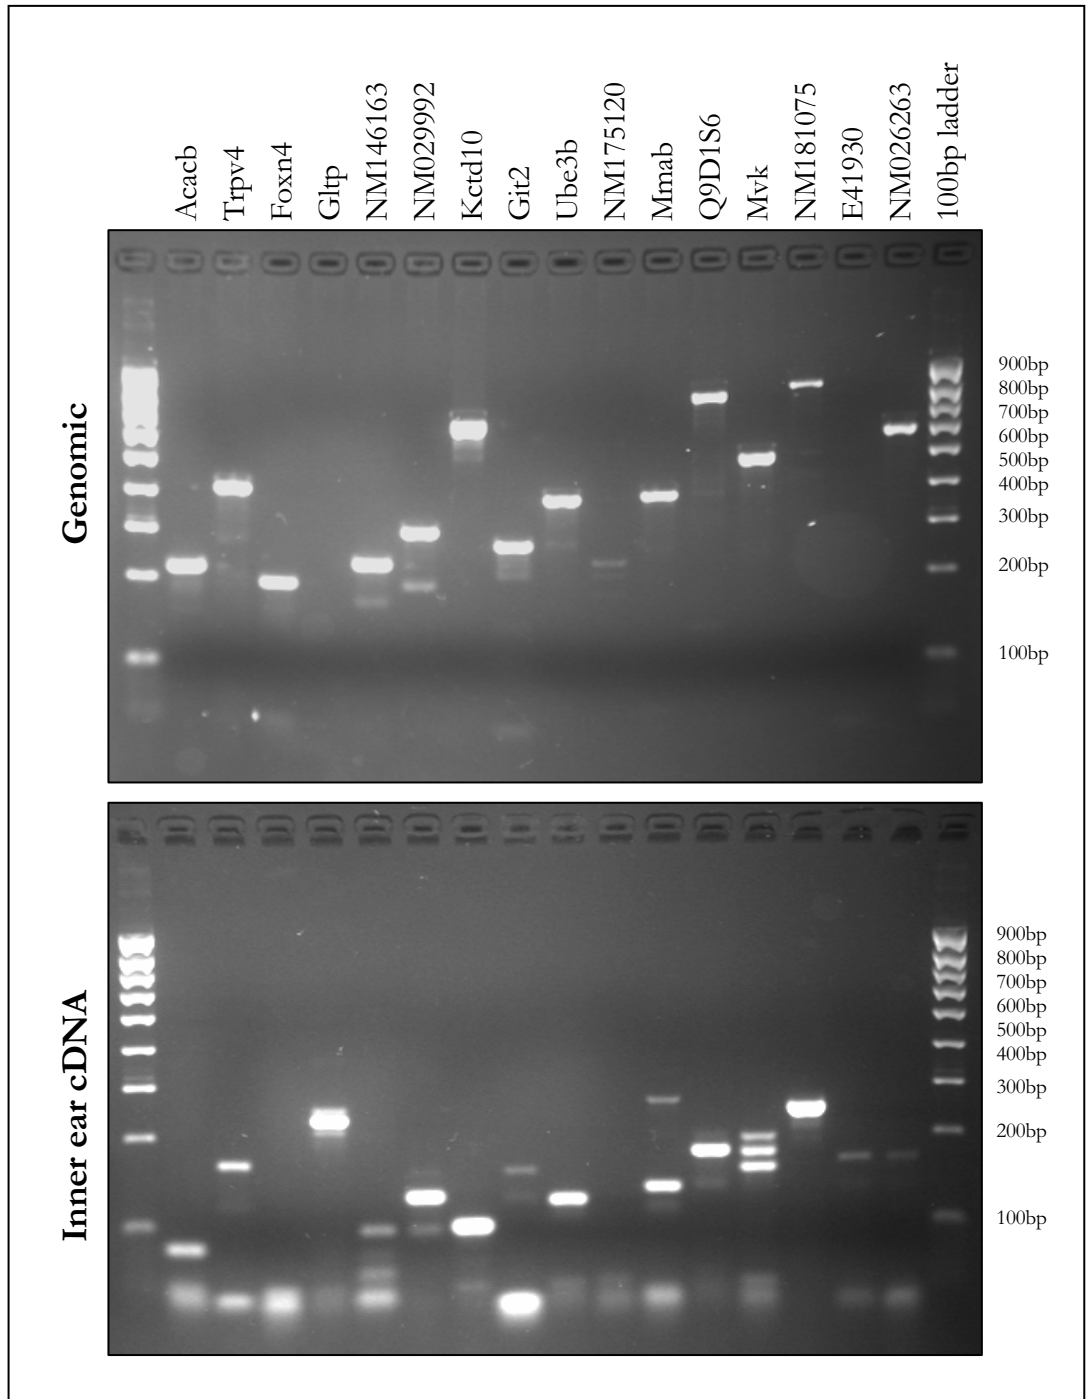 Acacb
Trpv4
Foxn4
Gltp
NM146163
NM029992
Kctd10
Git2
Ube3b
NM175120
Mmab
Q9D1S6
Mvk
NM181075
E41930
NM026263
100bp ladder
Genomic
900bp
800bp
700bp
600bp
500bp
400bp
300bp
200bp
100bp
Inner ear cDNA
900bp
800bp
700bp
600bp
500bp
400bp
300bp
200bp
100bp